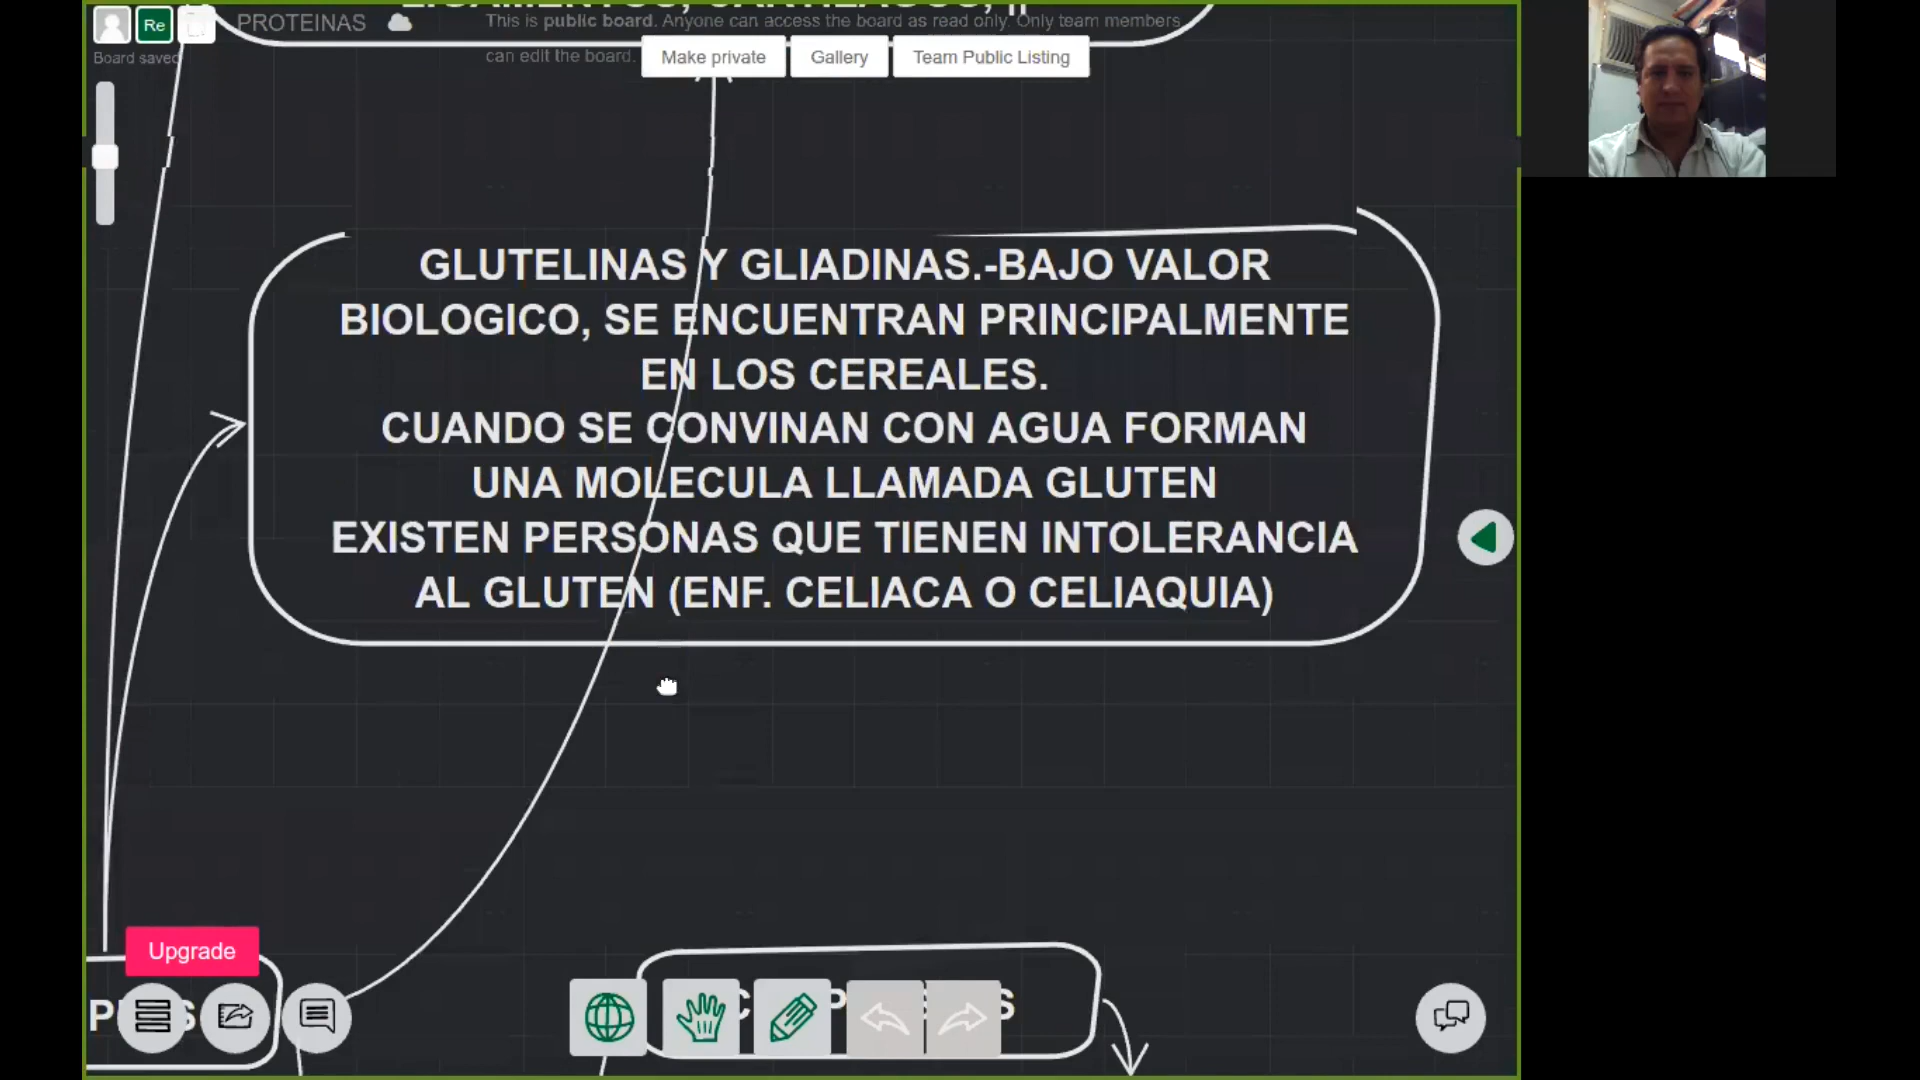 LIGAMENTOS, CARTILAGOS,
Re
PROTEINAS
This is public board. Anyone can access the board as read only. Only team members
can edit the board.
Make private
Gallery
Team Public Listing
Board saved
GLUTELINAS Y GLIADINAS.-BAJO VALOR
BIOLOGICO, SE ENCUENTRAN PRINCIPALMENTE
EN LOS CEREALES.
CUANDO SE CONVINAN CON AGUA FORMAN
UNA MOLECULA LLAMADA GLUTEN
EXISTEN PERSONAS QUE TIENEN INTOLERANCIA
AL GLUTEN (ENF. CELIACA O CELIAQUIA)
Upgrade